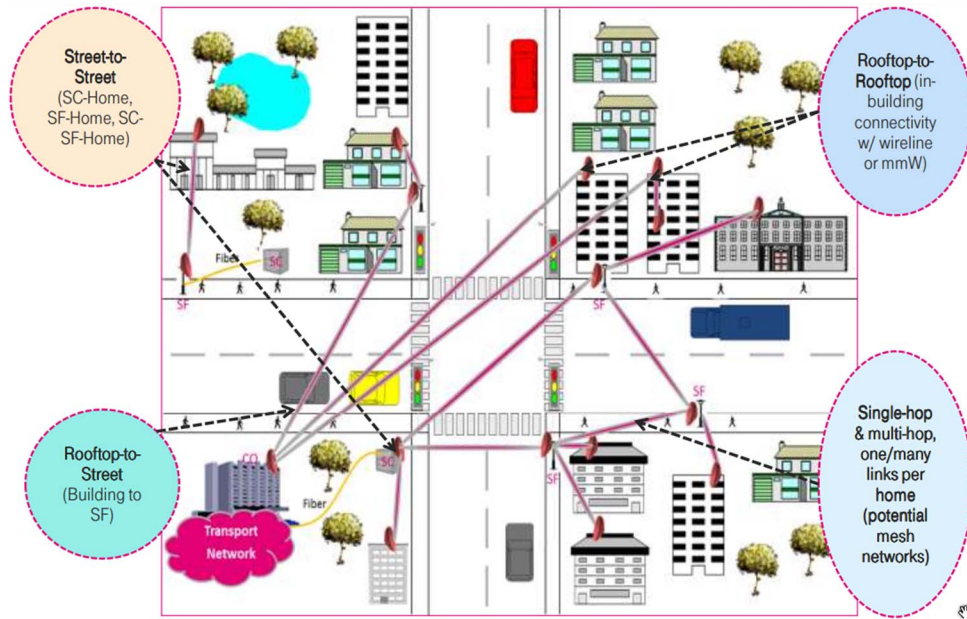 Street-to-
Street
(SC-Home,
SF-Home, SC-
SF-Home)
Rooftop-to-
Rooftop (in-
building
connectivity
w/ wireline
or mmW)
Fiber
SC
SF
SF
SF
Rooftop-to-
Street
(Building to
SF)
CO
SC
SF
Fiber
Transport
Network
Single-hop
& multi-hop,
one/many
links per
home
(potential
mesh
networks)